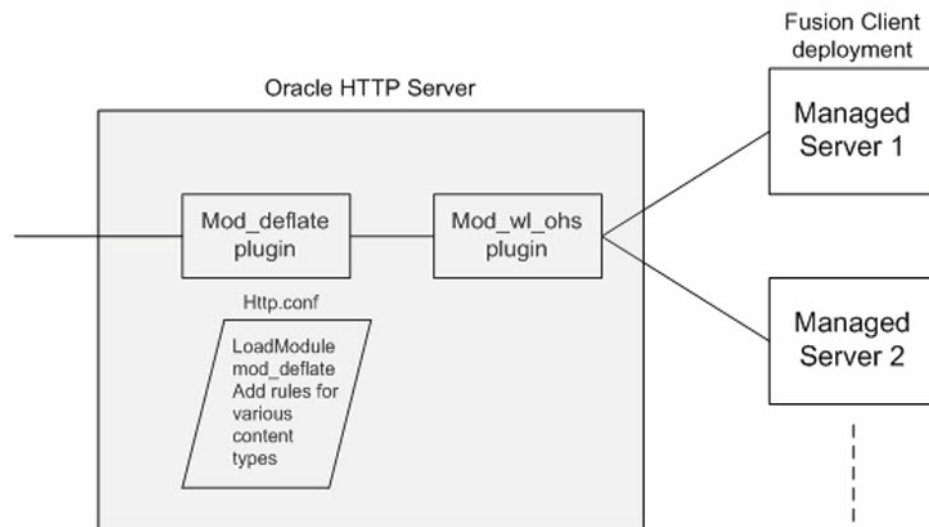 Fusion Client
deployment
Oracle HTTP Server
Managed
Server 1
Mod_deflate
plugin
Mod_wl_ohs
plugin
Http.conf
LoadModule
mod_deflate
Add rules for
various
content
types
Managed
Server 2